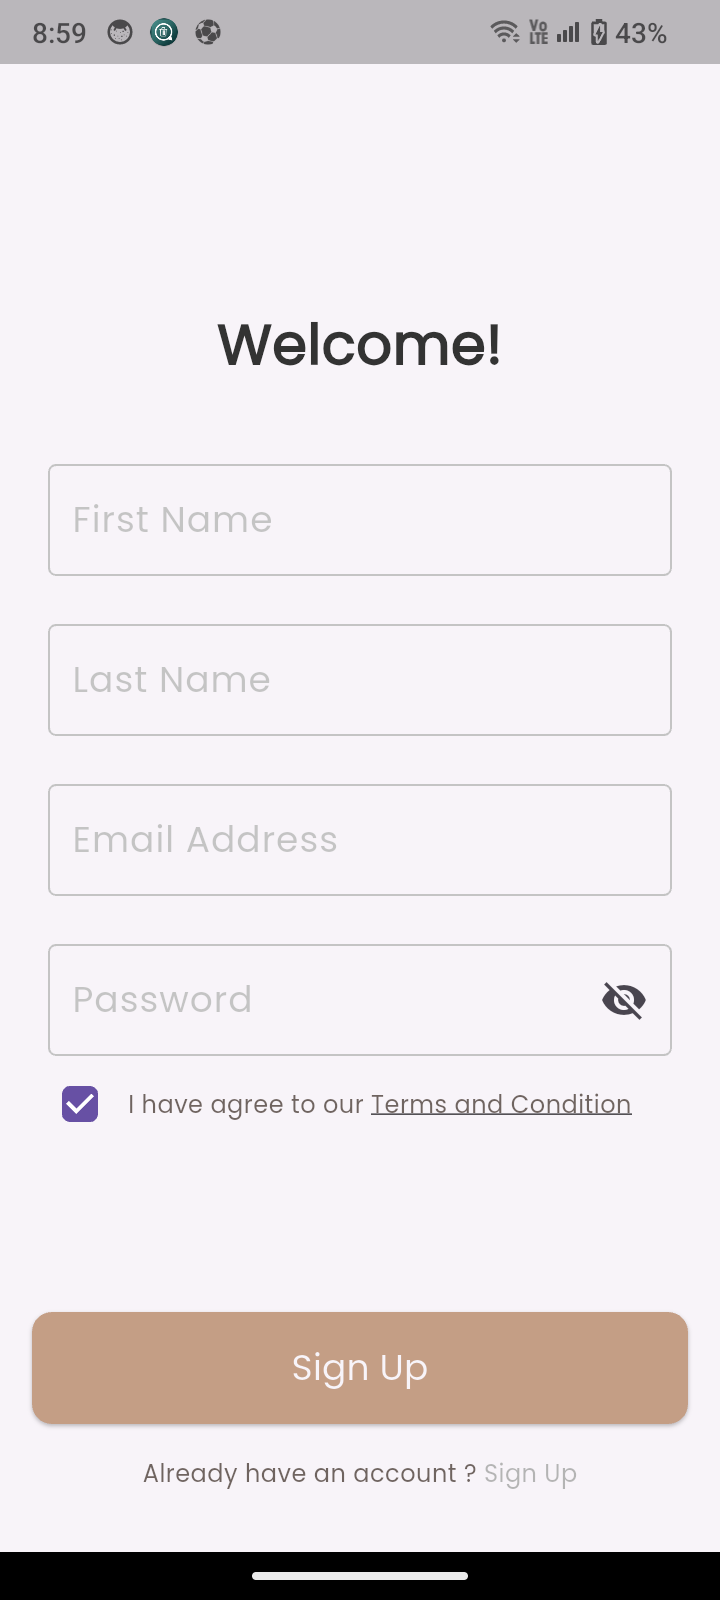 8:59
Vo
LTE
43%
Welcome!
First Name
Last Name
Email Address
Password
I have agree to our Terms and Condition
Sign Up
Already have an account ? Sign Up